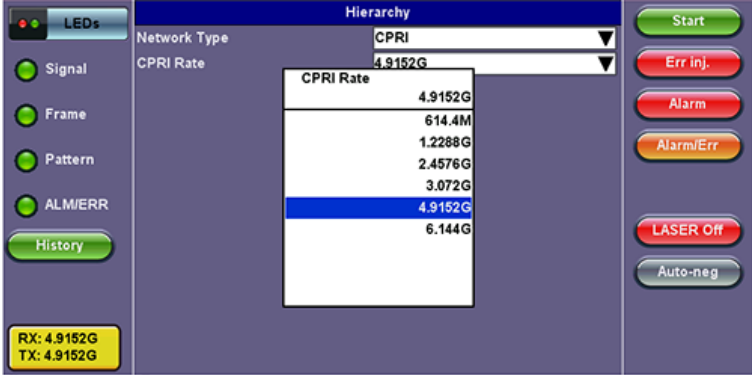 LEDs
Signal
Frame
Pattern
ALM/ERR
History
RX: 4.9152G
TX: 4.9152G
Hierarchy
Network Type
CPRI
CPRI Rate
4.9152G
CPRI Rate
4.9152G
614.4M
1.2288G
2.4576G
3.072G
4.9152G
6.144G
Start
Err inj.
Alarm
Alarm/Err
LASER Off
Auto-neg